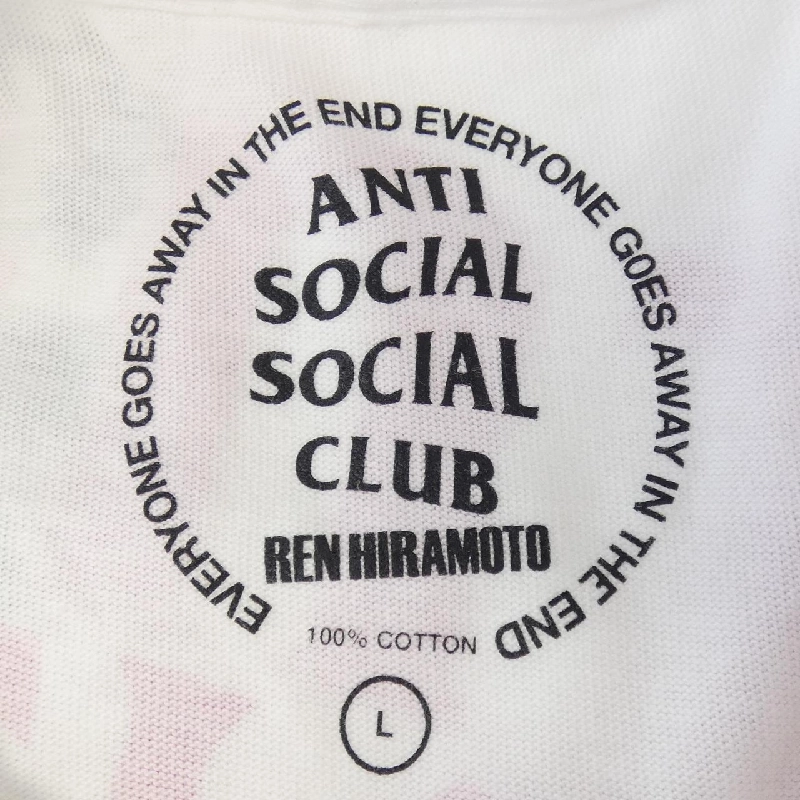 EVERYONE GOES AWAY IN THE END EVERYONE GOES AWAY IN THE END
ANTI
SOCIAL
SOCIAL
CLUB
REN HIRAMOTO
100% COTTON
L